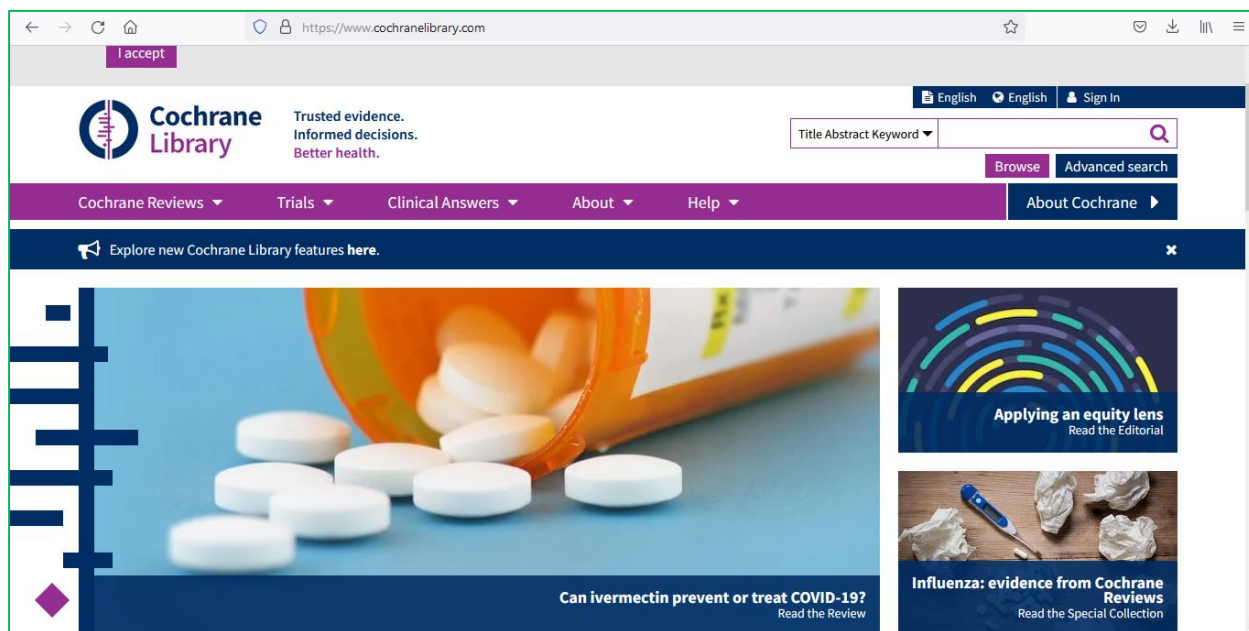 https://www.cochranelibrary.com
I accept
English English Sign In
Cochrane
Library
Trusted evidence.
Informed decisions.
Better health.
Title Abstract Keyword
Browse Advanced search
Cochrane Reviews Trials Clinical Answers About Help About Cochrane
Explore new Cochrane Library features here.
Applying an equity lens
Read the Editorial
Can ivermectin prevent or treat COVID-19?
Read the Review
Influenza: evidence from Cochrane
Reviews
Read the Special Collection